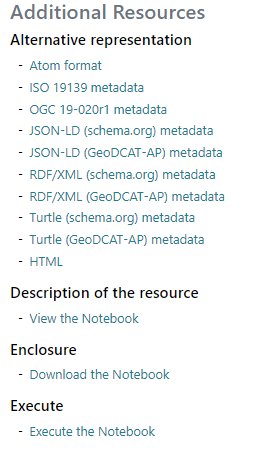 Additional Resources
Alternative representation
- Atom format
- ISO 19139 metadata
- OGC 19-020r1 metadata
- JSON-LD (schema.org) metadata
- JSON-LD (GeoDCAT-AP) metadata
- RDF/XML (schema.org) metadata
- RDF/XML (GeoDCAT-AP) metadata
- Turtle (schema.org) metadata
- Turtle (GeoDCAT-AP) metadata
- HTML
Description of the resource
- View the Notebook
Enclosure
- Download the Notebook
Execute
- Execute the Notebook